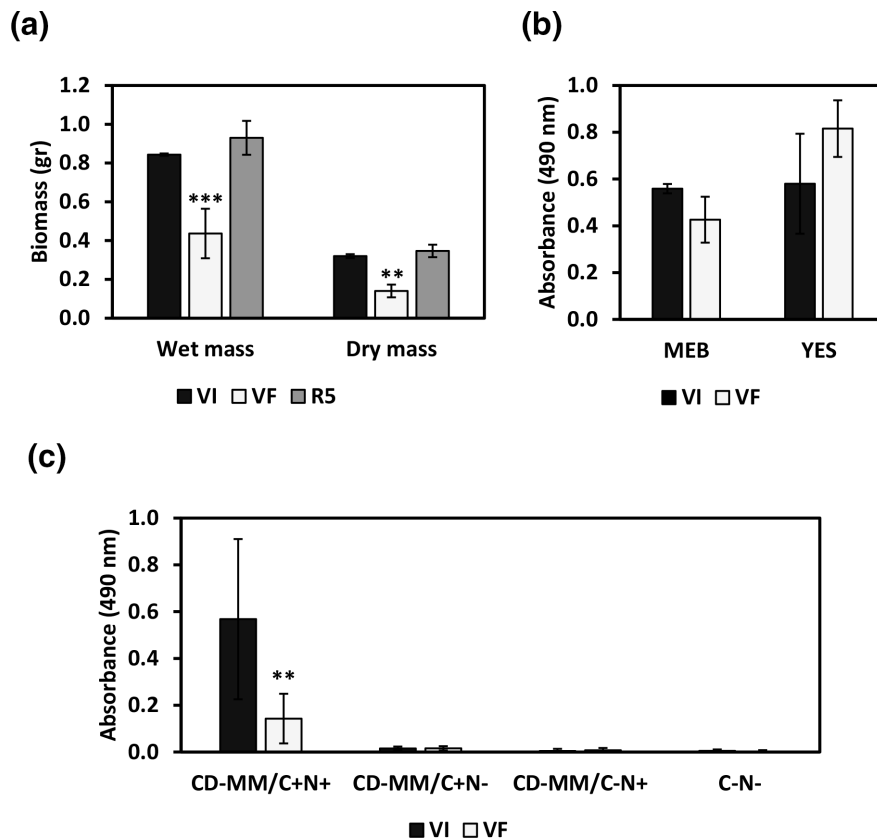 (a)
1.2
1.0
0.8
0.6
0.4
0.2
0.0
Biomass (gr)
***
**
Wet mass Dry mass
VI VF R5
(b)
1.0
0.8
0.6
0.4
0.2
0.0
Absorbance (490 nm)
MEB YES
VI VF
(c)
1.0
0.8
0.6
0.4
0.2
0.0
Absorbance (490 nm)
**
CD-MM/C+N+ CD-MM/C+N- CD-MM/C-N+ C-N-
VI VF